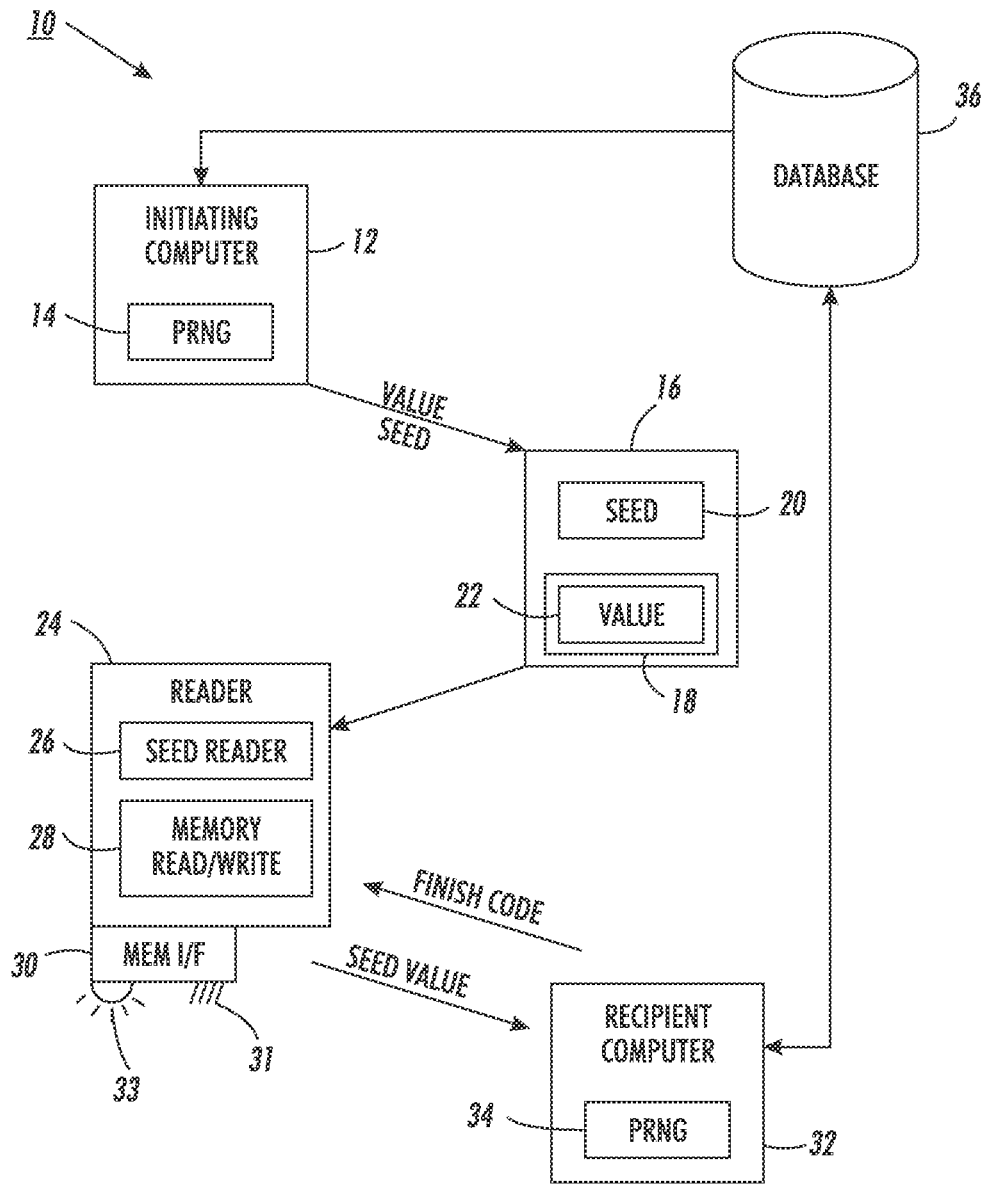 10
36
DATABASE
INITIATING
COMPUTER
12
14
PRNG
VALUE
SEED
16
SEED
20
22
VALUE
18
24
READER
26
SEED READER
28
MEMORY
READ/WRITE
FINISH CODE
30
MEM I/F
SEED VALUE
33
31
RECIPIENT
COMPUTER
34
PRNG
32